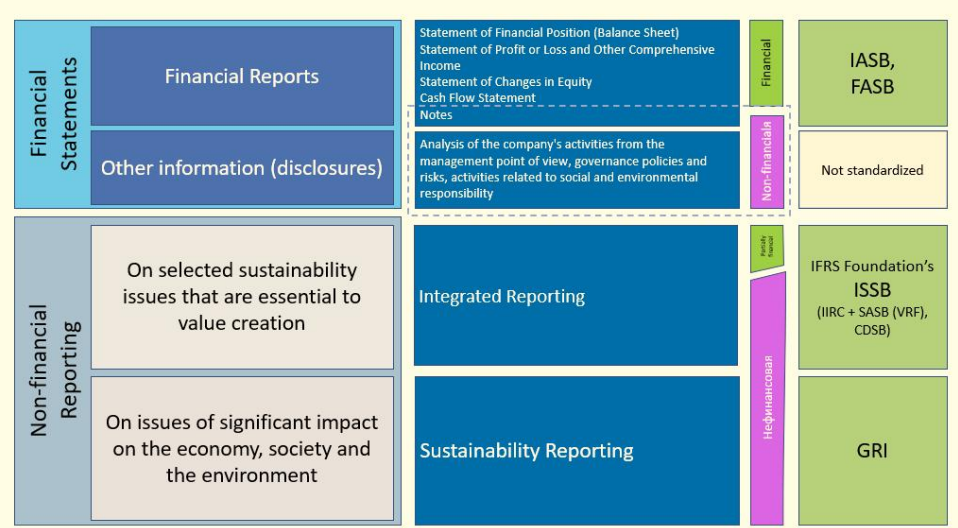 Financial
Statements
Financial Reports
Statement of Financial Position (Balance Sheet)
Statement of Profit or Loss and Other Comprehensive
Income
Statement of Changes in Equity
Cash Flow Statement
Notes
Financial
IASB,
FASB
Other information (disclosures)
Analysis of the company's activities from the
management point of view, governance policies and
risks, activities related to social and environmental
responsibility
Non-financialя
Not standardized
Non-financial
Reporting
On selected sustainability
issues that are essential to
value creation
Integrated Reporting
Partially
financial
IFRS Foundation's
ISSB
(IIRC + SASB (VRF),
CDSB)
On issues of significant impact
on the economy, society and
the environment
Sustainability Reporting
Нефинансовая
GRI